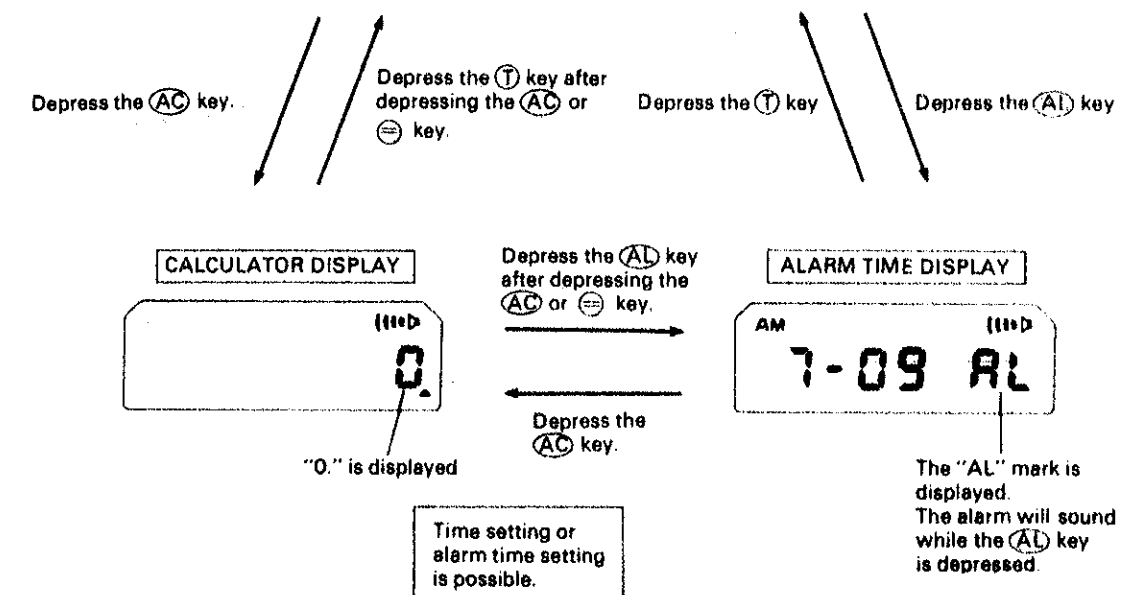 Depress the AC key.
Depress the T key after
depressing the AC or
= key.
Depress the T key
Depress the AL key
CALCULATOR DISPLAY
Depress the AL key
after depressing the
AC or = key.
ALARM TIME DISPLAY
0.
AM
7-09 AL
Depress the
AC key.
"0." is displayed
The "AL" mark is
displayed.
The alarm will sound
while the AL key
is depressed.
Time setting or
alarm time setting
is possible.